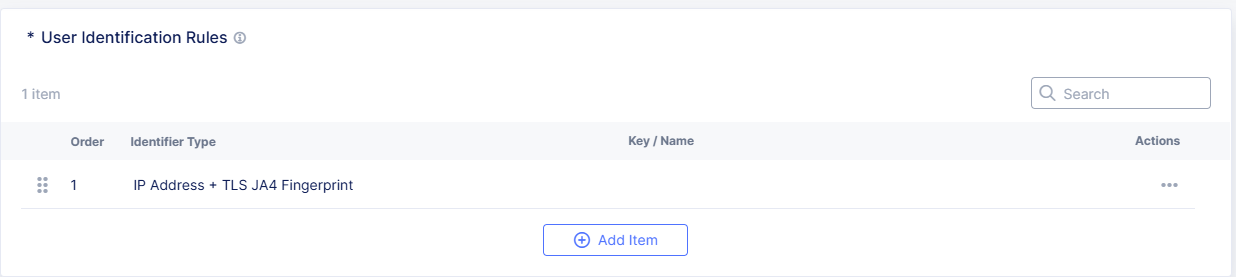 * User Identification Rules
1 item
Search
Order Identifier Type Key / Name Actions
1 IP Address + TLS JA4 Fingerprint
Add Item